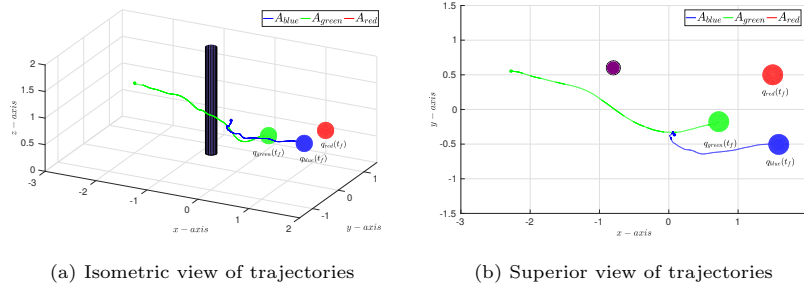 A_blue A_green A_red
2
1.5
1
0.5
0
z − axis
-3
-2
-1
0
1
2
x − axis
-1
0
1
y − axis
q_green(t_f)
q_blue(t_f)
q_red(t_f)
(a) Isometric view of trajectories
A_blue A_green A_red
1.5
1
0.5
0
-0.5
-1
-1.5
y − axis
-3
-2
-1
0
1
x − axis
q_red(t_f)
q_green(t_f)
q_blue(t_f)
(b) Superior view of trajectories